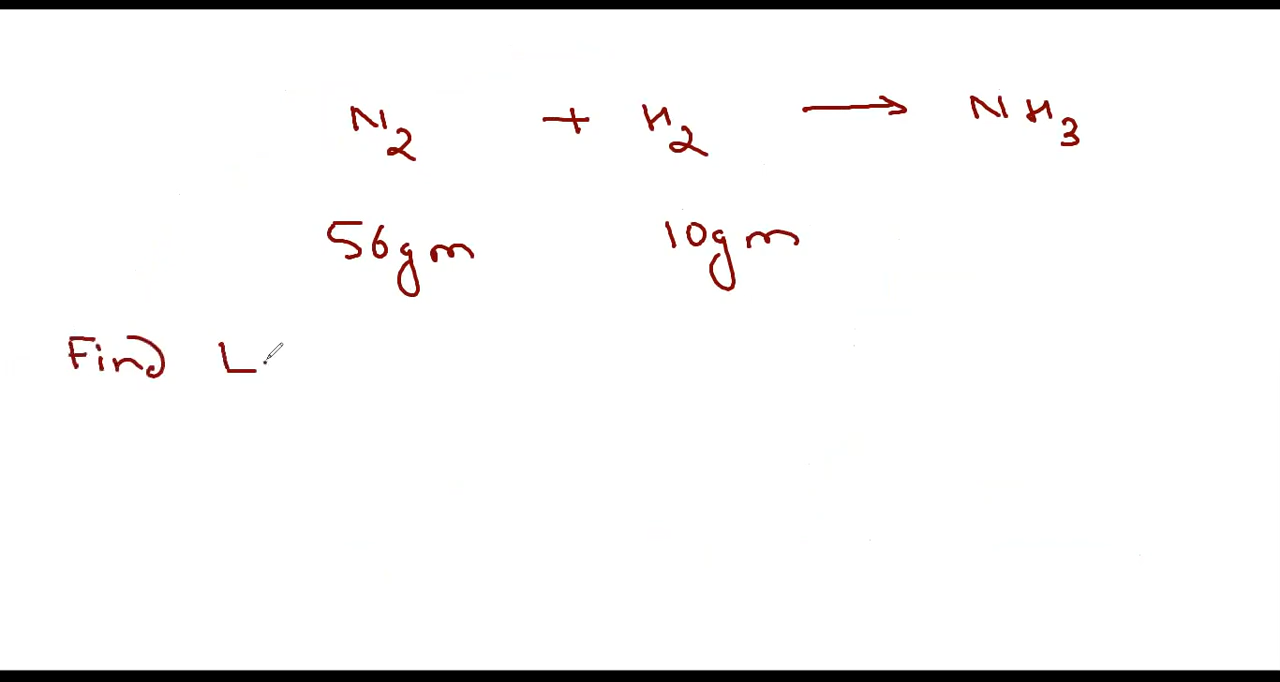 N₂ + H₂ → NH₃
56gm 10gm
Find L